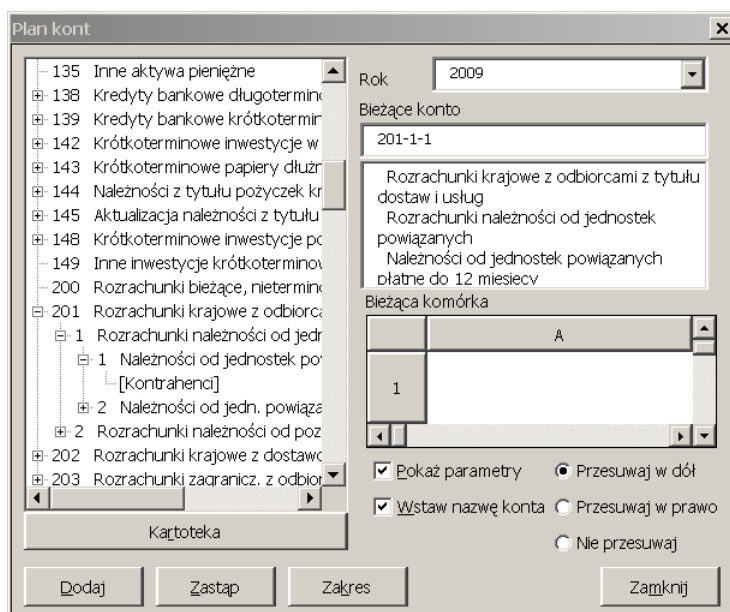 Plan kont
135 Inne aktywa pieniężne
138 Kredyty bankowe długotermino
139 Kredyty bankowe krótkotermin
142 Krótkoterminowe inwestycje w
143 Krótkoterminowe papiery dłużn
144 Należności z tytułu pożyczek kr
145 Aktualizacja należności z tytułu
148 Krótkoterminowe inwestycje po
149 Inne inwestycje krótkoterminow
200 Rozrachunki bieżące, nietermino
201 Rozrachunki krajowe z odbiorca
1 Rozrachunki należności od jedn
1 Należności od jednostek pow
[Kontrahenci]
2 Należności od jedn. powiąza
2 Rozrachunki należności od poz
202 Rozrachunki krajowe z dostawc
203 Rozrachunki zagranicz. z odbior
Kartoteka
Rok 2009
Bieżące konto
201-1-1
Rozrachunki krajowe z odbiorcami z tytułu
dostaw i usług
Rozrachunki należności od jednostek
powiązanych
Należności od jednostek powiązanych
płatne do 12 miesięcy
Bieżąca komórka
A
1
Pokaż parametry Przesuwaj w dół
Wstaw nazwę konta Przesuwaj w prawo
Nie przesuwaj
Dodaj Zastąp Zakres Zamknij